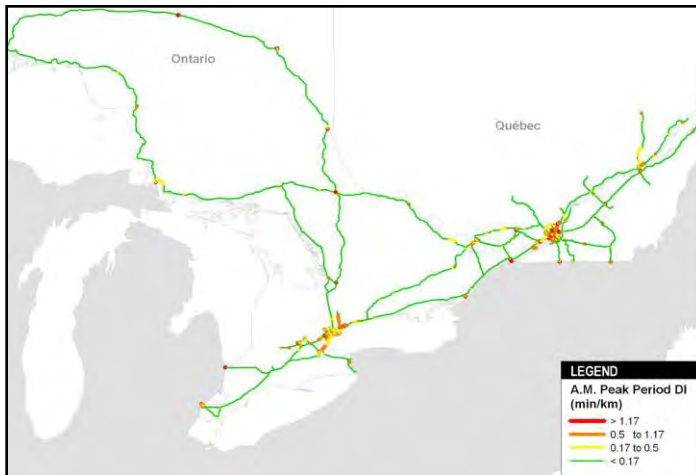 Ontario
Québec
LEGEND
A.M. Peak Period DI
(min/km)
> 1.17
0.5 to 1.17
0.17 to 0.5
< 0.17